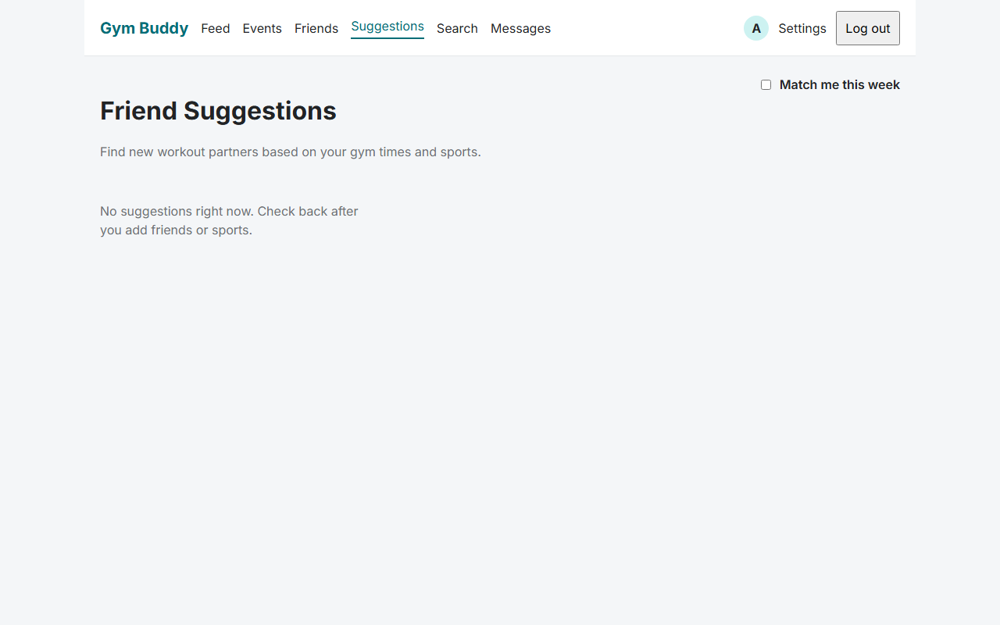 Gym Buddy Feed Events Friends Suggestions Search Messages A Settings Log out
Match me this week
Friend Suggestions
Find new workout partners based on your gym times and sports.
No suggestions right now. Check back after
you add friends or sports.